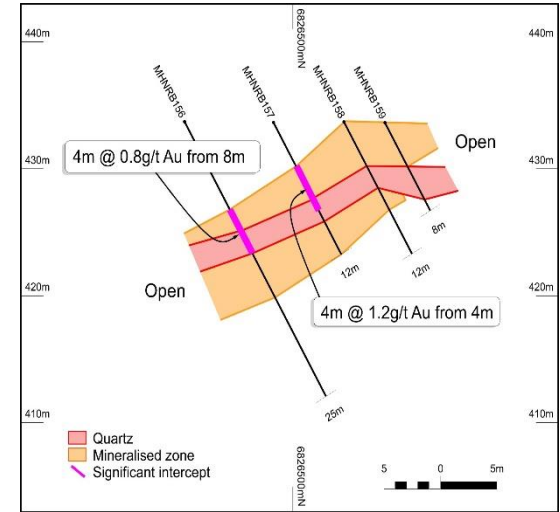 440m
6826500mN
440m
MHNRB156
MHNRB157
MHNRB158
MHNRB159
4m @ 0.8g/t Au from 8m
Open
430m
430m
8m
12m
12m
Open
4m @ 1.2g/t Au from 4m
420m
420m
25m
410m
410m
Quartz
Mineralised zone
Significant intercept
6826500mN
5
0
5m